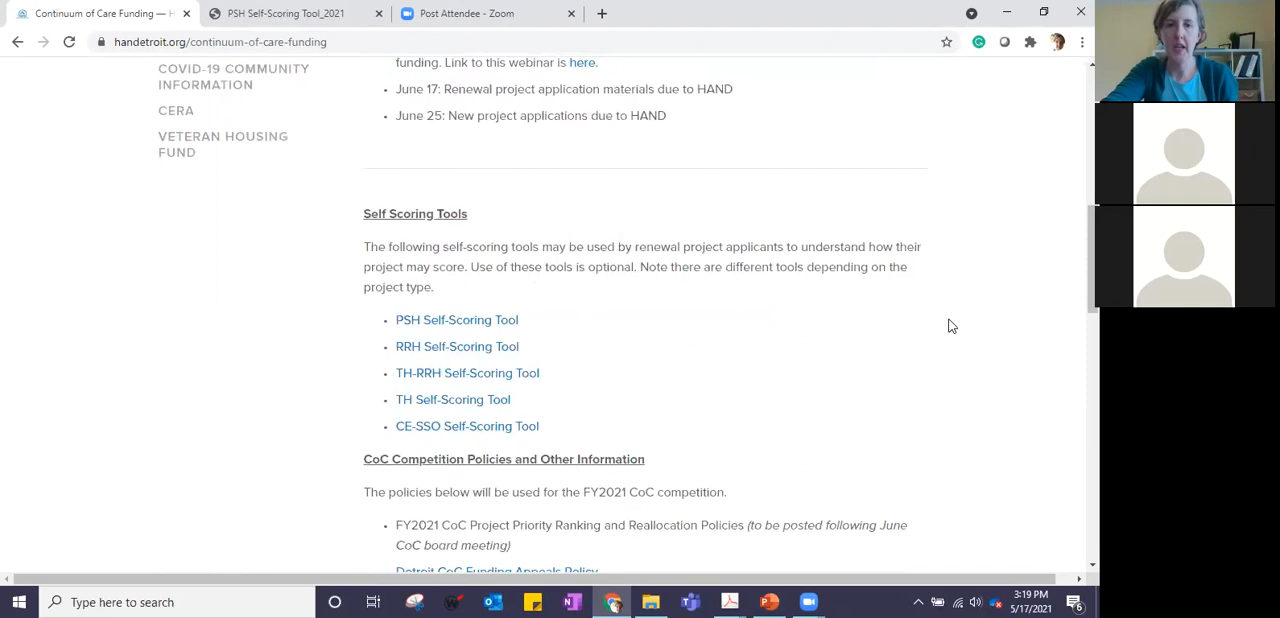 Continuum of Care Funding — H
PSH Self-Scoring Tool_2021
Post Attendee - Zoom
handetroit.org/continuum-of-care-funding
COVID-19 COMMUNITY
INFORMATION
CERA
VETERAN HOUSING
FUND
funding. Link to this webinar is here.
• June 17: Renewal project application materials due to HAND
• June 25: New project applications due to HAND
Self Scoring Tools
The following self-scoring tools may be used by renewal project applicants to understand how their
project may score. Use of these tools is optional. Note there are different tools depending on the
project type.
• PSH Self-Scoring Tool
• RRH Self-Scoring Tool
• TH-RRH Self-Scoring Tool
• TH Self-Scoring Tool
• CE-SSO Self-Scoring Tool
CoC Competition Policies and Other Information
The policies below will be used for the FY2021 CoC competition.
• FY2021 CoC Project Priority Ranking and Reallocation Policies (to be posted following June
CoC board meeting)
Detroit CoC Funding Appeals Policy
Type here to search
3:19 PM
5/17/2021
6